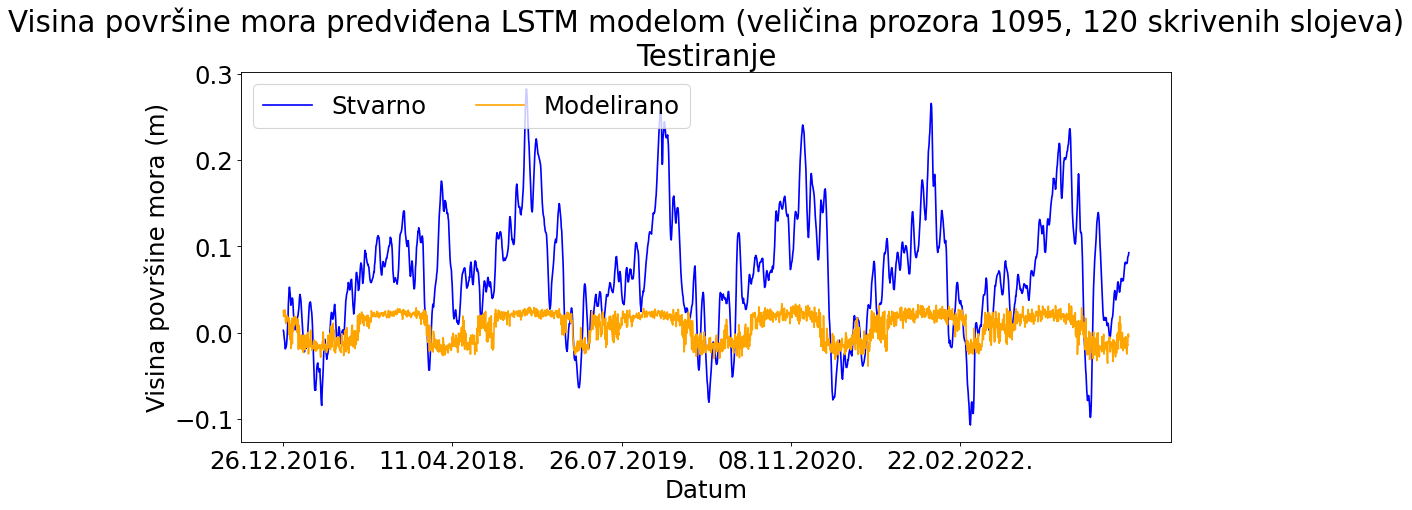 Visina površine mora predviđena LSTM modelom (veličina prozora 1095, 120 skrivenih slojeva)
Testiranje
Stvarno
Modelirano
Visina površine mora (m)
0.3
0.2
0.1
0.0
−0.1
26.12.2016.
11.04.2018.
26.07.2019.
08.11.2020.
22.02.2022.
Datum